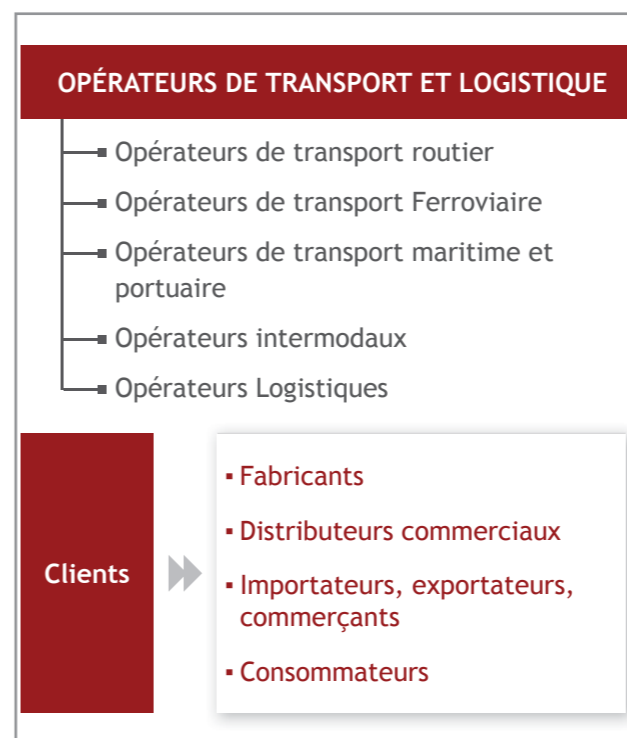 OPÉRATEURS DE TRANSPORT ET LOGISTIQUE
Opérateurs de transport routier
Opérateurs de transport Ferroviaire
Opérateurs de transport maritime et
portuaire
Opérateurs intermodaux
Opérateurs Logistiques
Clients
▪ Fabricants
▪ Distributeurs commerciaux
▪ Importateurs, exportateurs,
commerçants
▪ Consommateurs